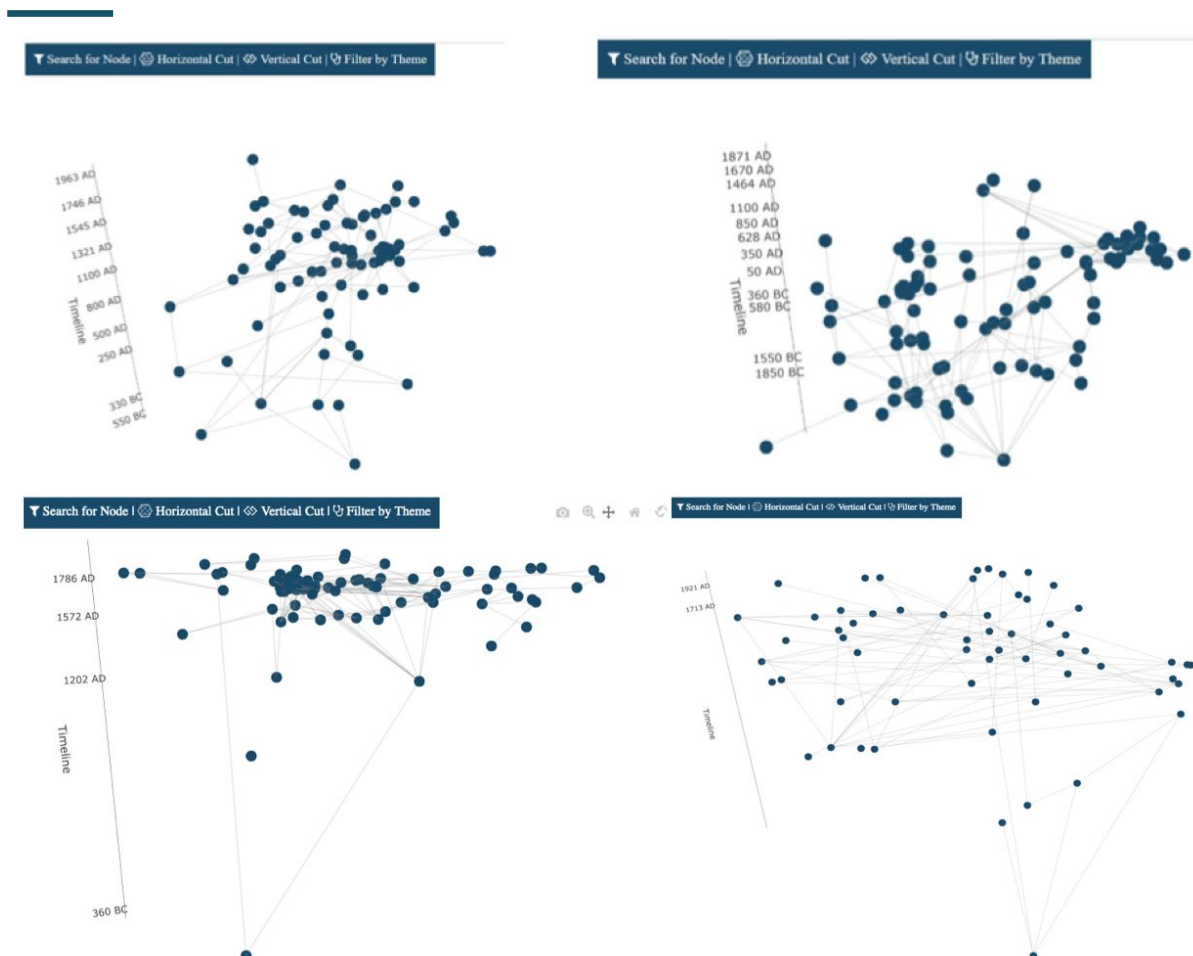 Search for Node | Horizontal Cut | Vertical Cut | Filter by Theme
1963 AD
1746 AD
1545 AD
1321 AD
1100 AD
800 AD
500 AD
250 AD
330 BC
550 BC
Timeline
Search for Node | Horizontal Cut | Vertical Cut | Filter by Theme
1871 AD
1670 AD
1464 AD
1100 AD
850 AD
628 AD
350 AD
50 AD
360 BC
580 BC
1550 BC
1850 BC
Timeline
Search for Node | Horizontal Cut | Vertical Cut | Filter by Theme
1786 AD
1572 AD
1202 AD
360 BC
Timeline
Search for Node | Horizontal Cut | Vertical Cut | Filter by Theme
1921 AD
1713 AD
Timeline